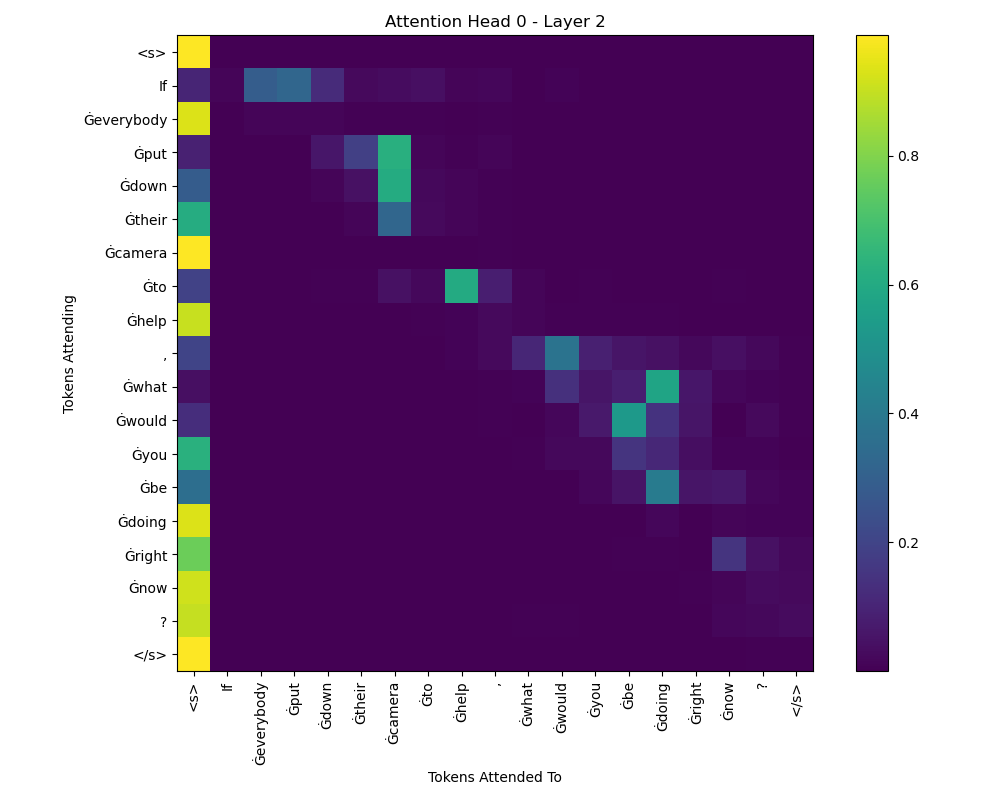 Attention Head 0 - Layer 2
Tokens Attending
<s>
If
Ġeverybody
Ġput
Ġdown
Ġtheir
Ġcamera
Ġto
Ġhelp
,
Ġwhat
Ġwould
Ġyou
Ġbe
Ġdoing
Ġright
Ġnow
?
</s>
<s>
If
Ġeverybody
Ġput
Ġdown
Ġtheir
Ġcamera
Ġto
Ġhelp
,
Ġwhat
Ġwould
Ġyou
Ġbe
Ġdoing
Ġright
Ġnow
?
</s>
Tokens Attended To
0.8
0.6
0.4
0.2